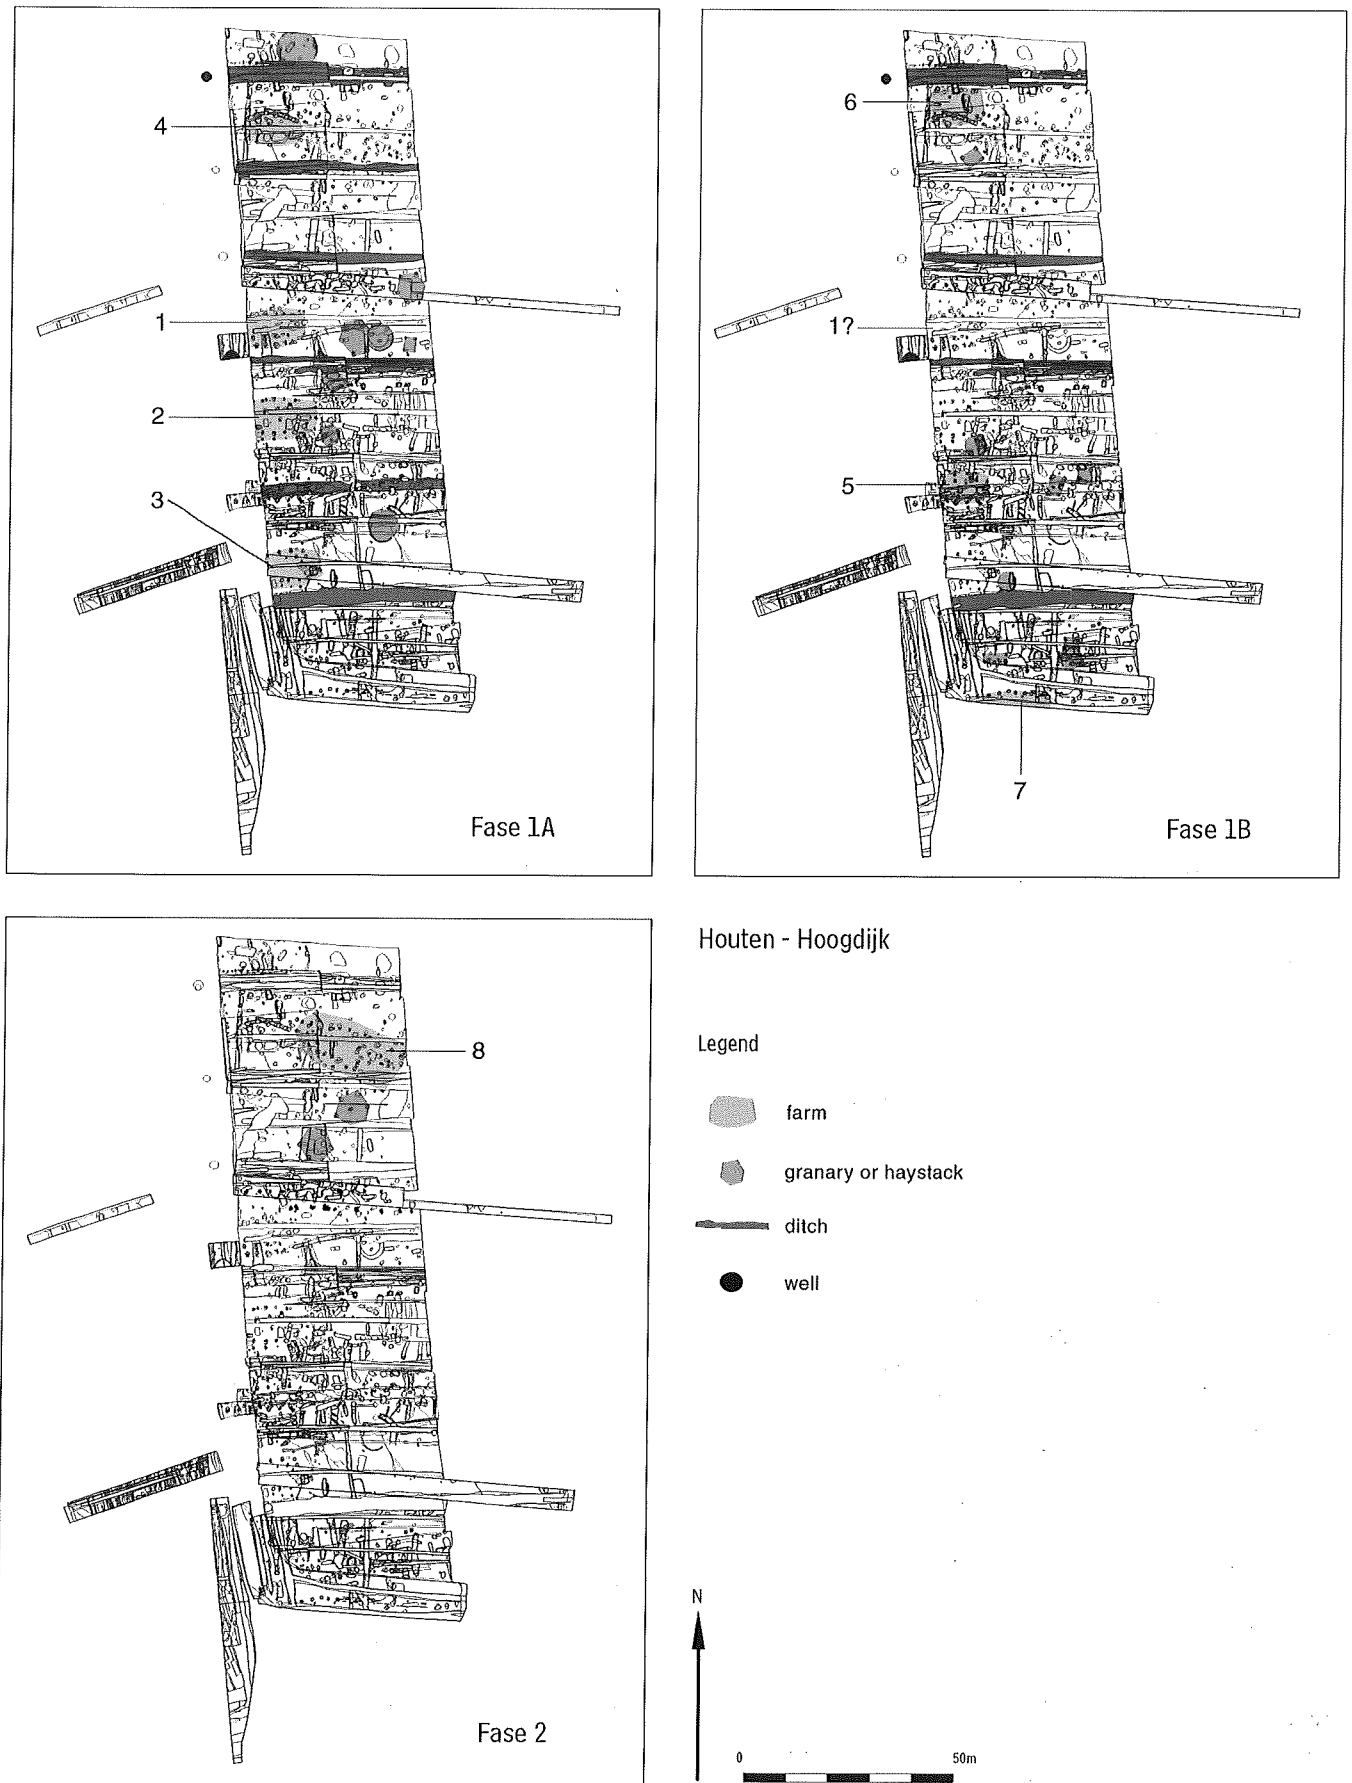 4
1
2
3
Fase 1A
6
1?
5
7
Fase 1B
8
Fase 2
Houten - Hoogdijk
Legend
farm
granary or haystack
ditch
well
N
0 50m